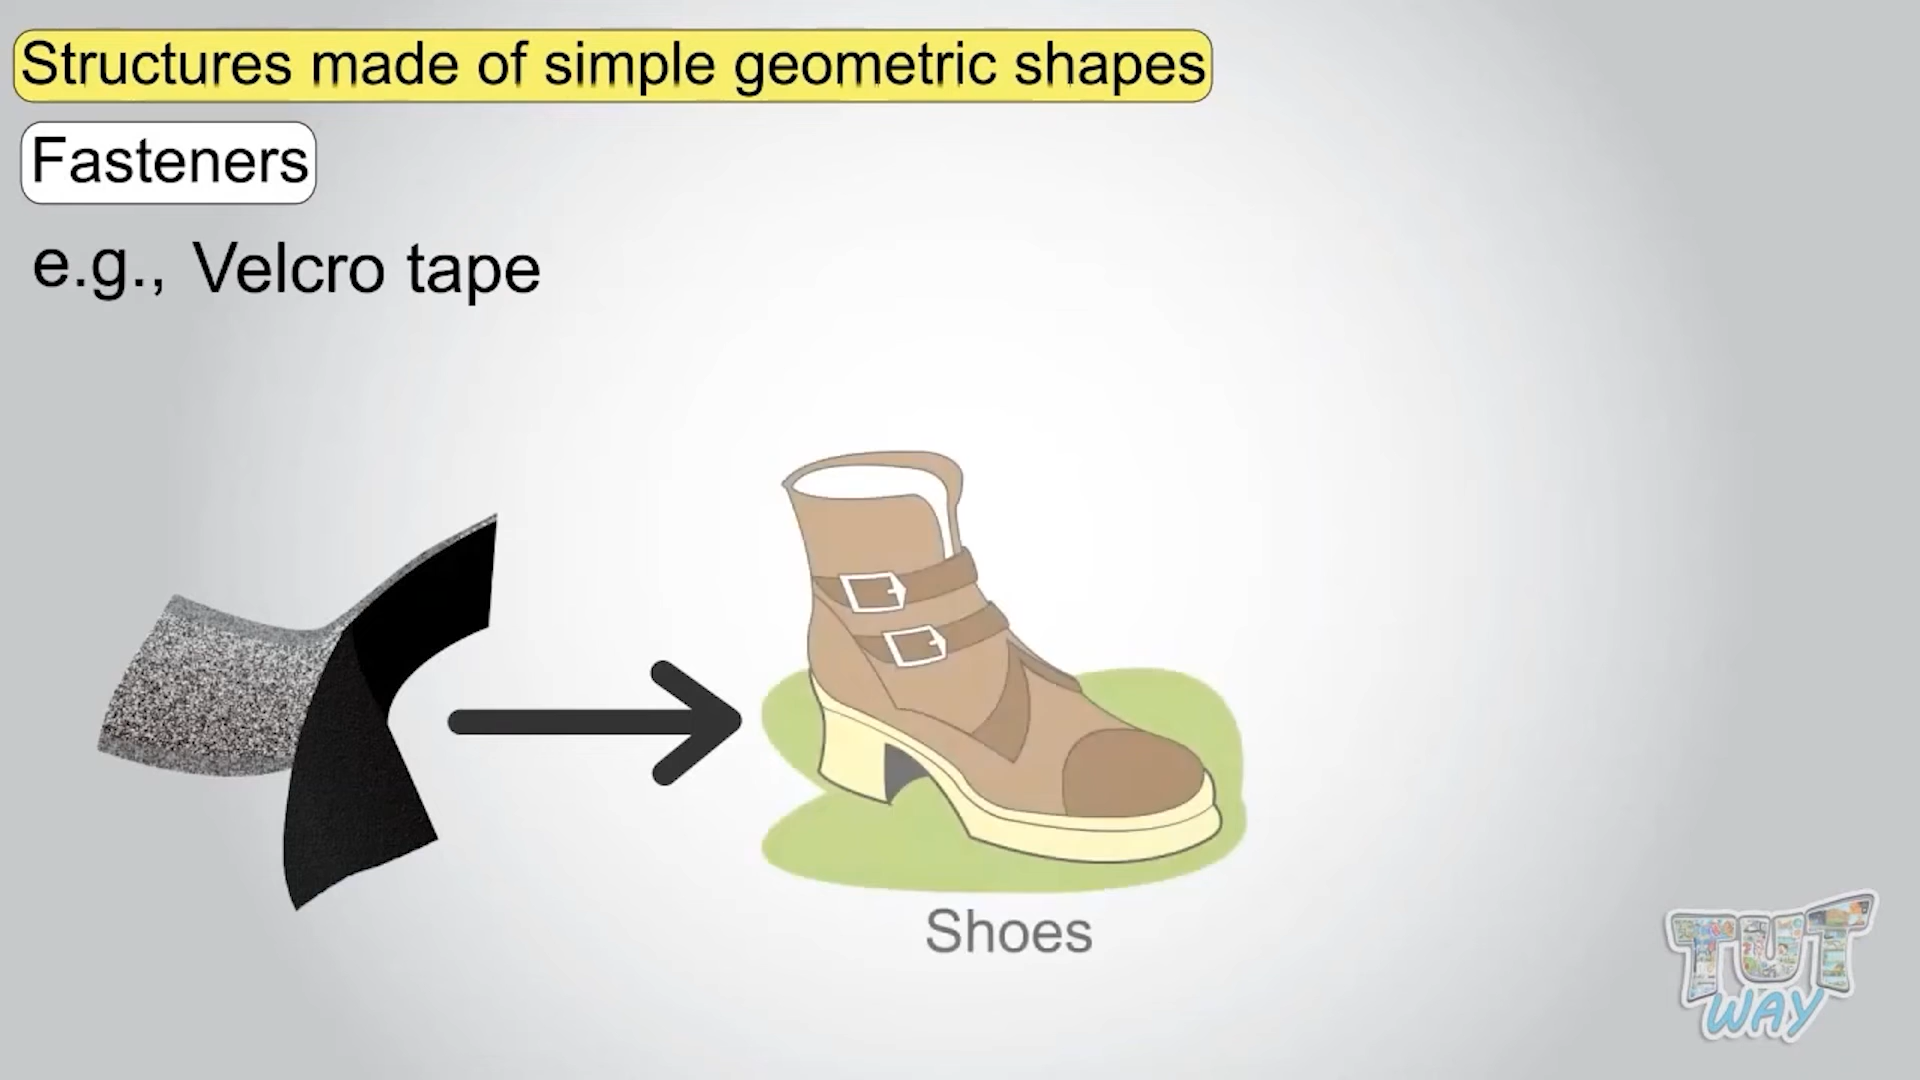 Structures made of simple geometric shapes
Fasteners
e.g., Velcro tape
Shoes
TUT
WAY